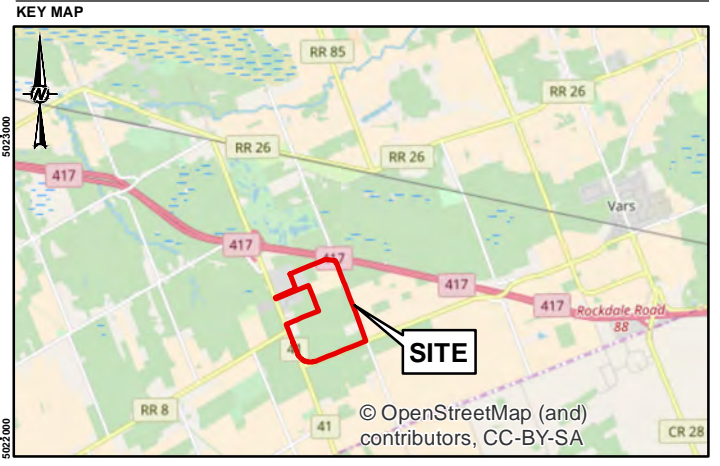 KEY MAP
N
RR 85
RR 26
5023000
RR 26
RR 26
417
Vars
417
417
417
417
Rockdale Road
88
SITE
41
RR 8
41
© OpenStreetMap (and)
contributors, CC-BY-SA
CR 28
5022000